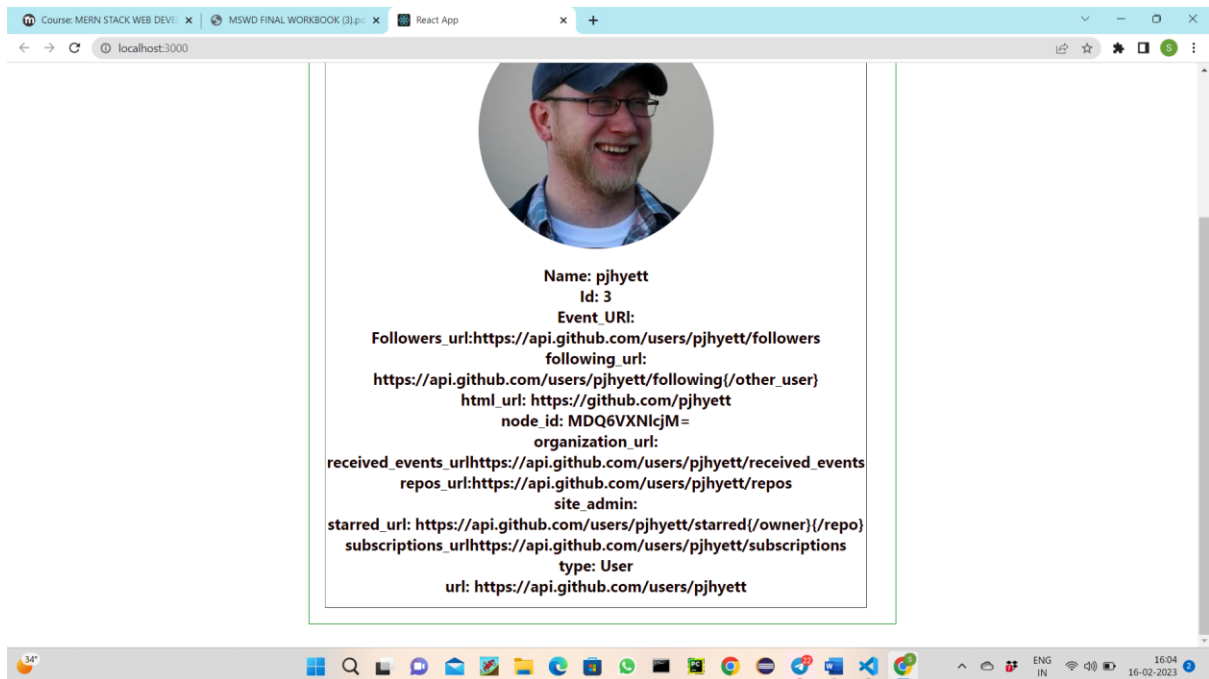 Course: MERN STACK WEB DEVE
MSWD FINAL WORKBOOK (3).pd
React App
localhost:3000
S
Name: pjhyett
Id: 3
Event_URl:
Followers_url:https://api.github.com/users/pjhyett/followers
following_url:
https://api.github.com/users/pjhyett/following{/other_user}
html_url: https://github.com/pjhyett
node_id: MDQ6VXNlcjM=
organization_url:
received_events_urlhttps://api.github.com/users/pjhyett/received_events
repos_url:https://api.github.com/users/pjhyett/repos
site_admin:
starred_url: https://api.github.com/users/pjhyett/starred{/owner}{/repo}
subscriptions_urlhttps://api.github.com/users/pjhyett/subscriptions
type: User
url: https://api.github.com/users/pjhyett
34°
ENG
IN
16:04
16-02-2023
2